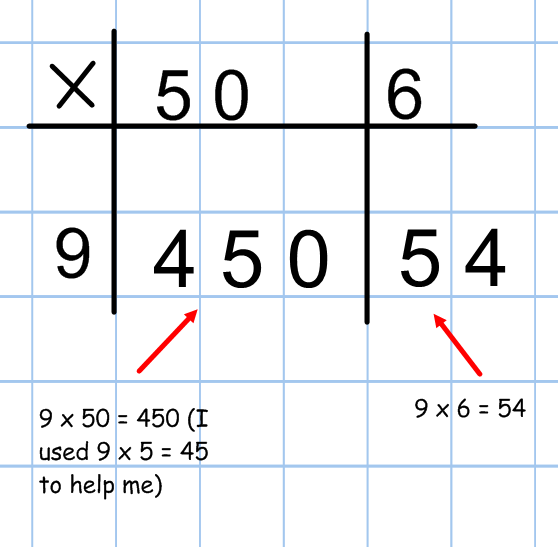 × 50 6
9 450 54
9 x 50 = 450 (I
used 9 x 5 = 45
to help me)
9 x 6 = 54